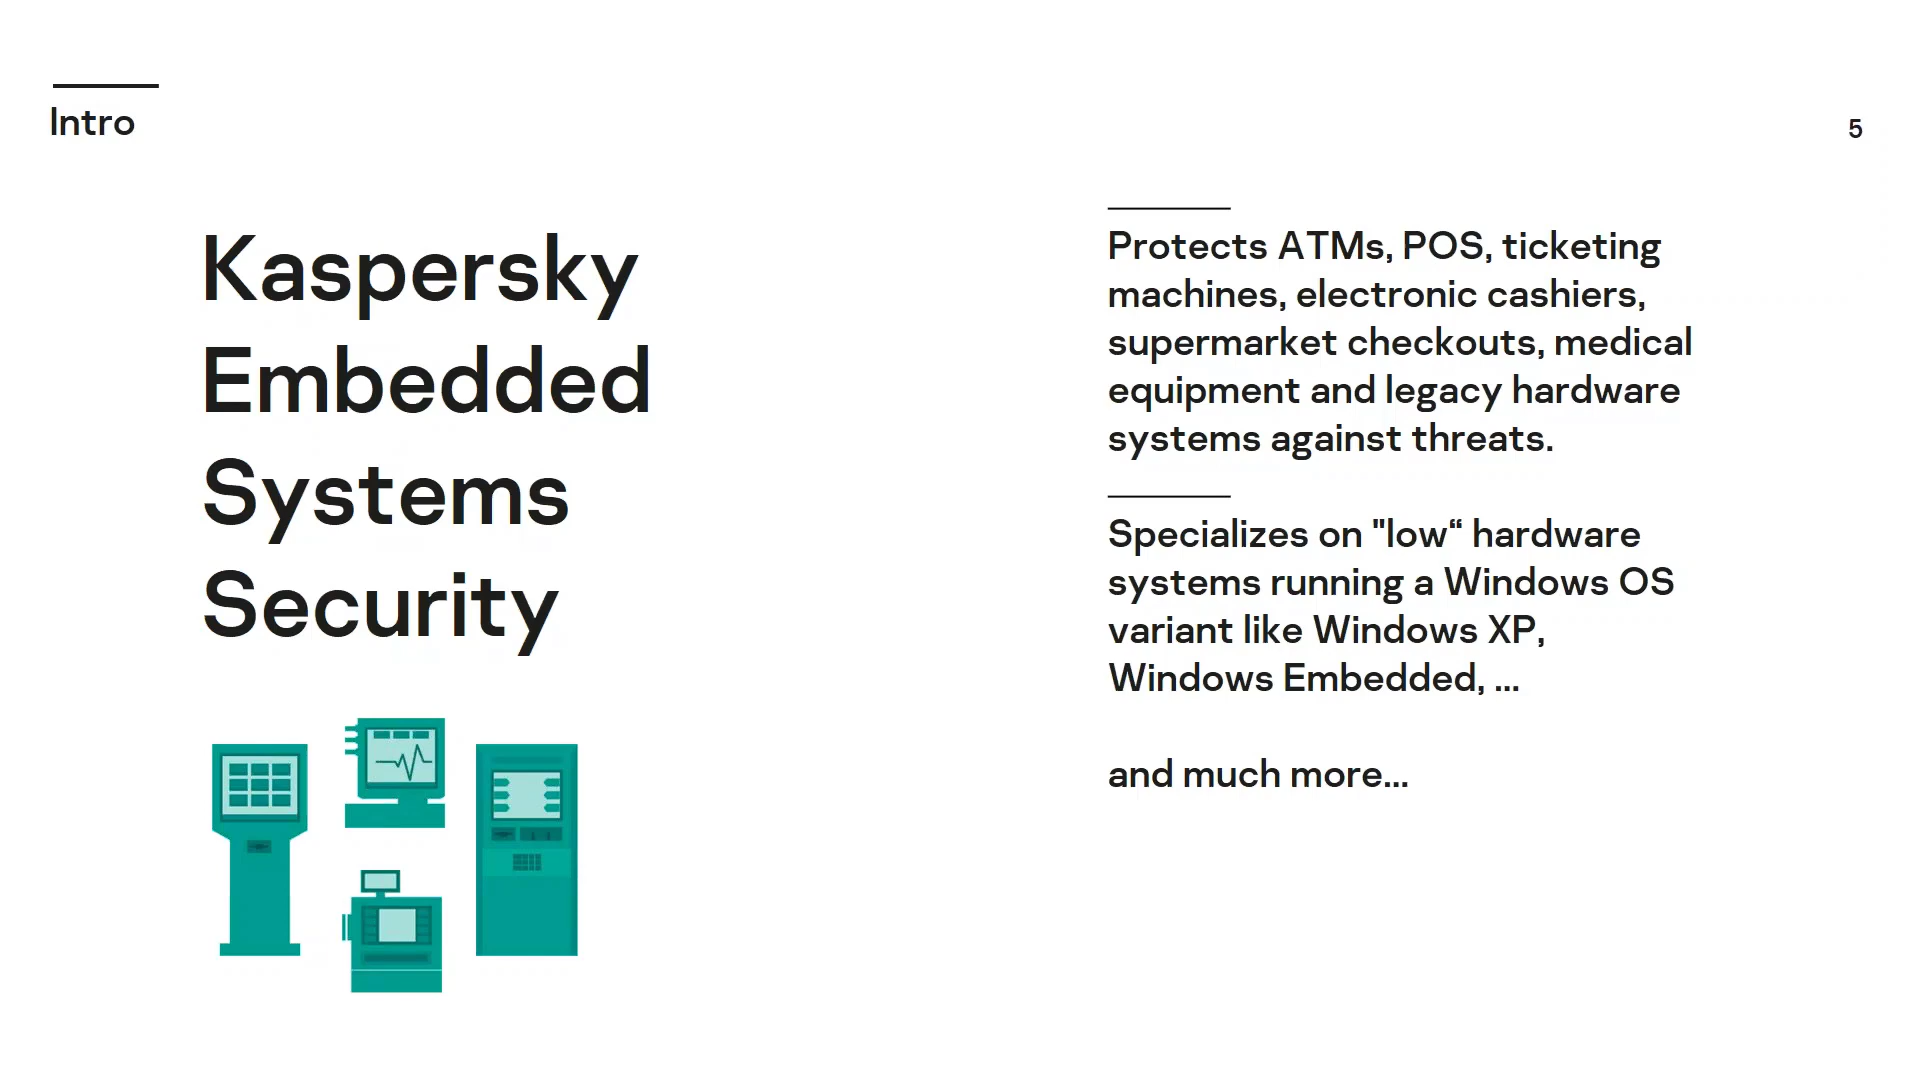 Intro
5
Kaspersky
Embedded
Systems
Security
Protects ATMs, POS, ticketing
machines, electronic cashiers,
supermarket checkouts, medical
equipment and legacy hardware
systems against threats.
Specializes on "low“ hardware
systems running a Windows OS
variant like Windows XP,
Windows Embedded, ...
and much more...